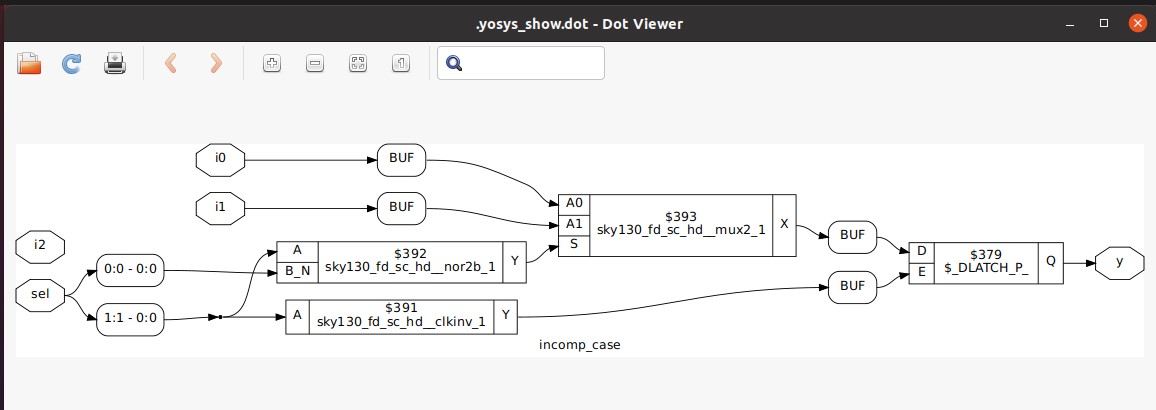 .yosys_show.dot - Dot Viewer
1
i0
BUF
i1
BUF
A0
A1
S
$393
sky130_fd_sc_hd__mux2_1
X
i2
sel
0:0 - 0:0
1:1 - 0:0
A
B_N
$392
sky130_fd_sc_hd__nor2b_1
Y
A
$391
sky130_fd_sc_hd__clkinv_1
Y
BUF
BUF
D
E
$379
$_DLATCH_P_
Q
y
incomp_case